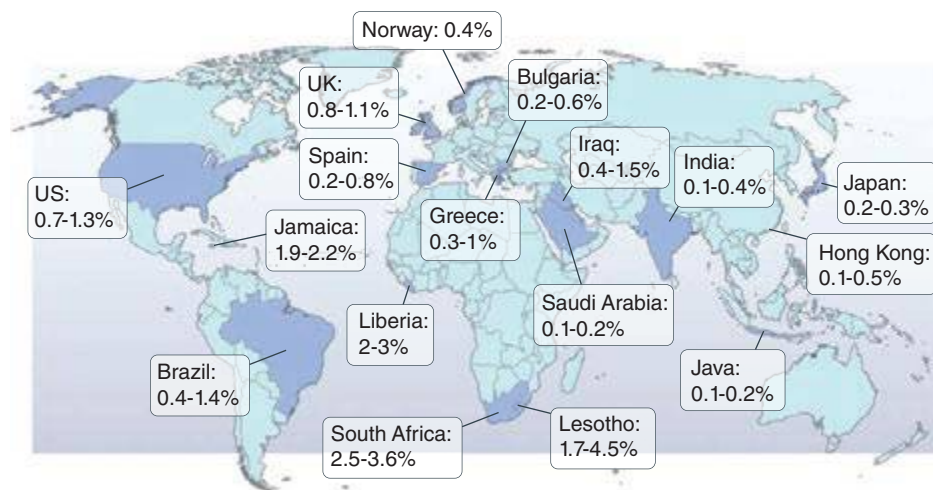 Norway: 0.4%
UK:
0.8-1.1%
Bulgaria:
0.2-0.6%
Spain:
0.2-0.8%
Iraq:
0.4-1.5%
India:
0.1-0.4%
Japan:
0.2-0.3%
US:
0.7-1.3%
Jamaica:
1.9-2.2%
Greece:
0.3-1%
Hong Kong:
0.1-0.5%
Liberia:
2-3%
Saudi Arabia:
0.1-0.2%
Brazil:
0.4-1.4%
Java:
0.1-0.2%
South Africa:
2.5-3.6%
Lesotho:
1.7-4.5%